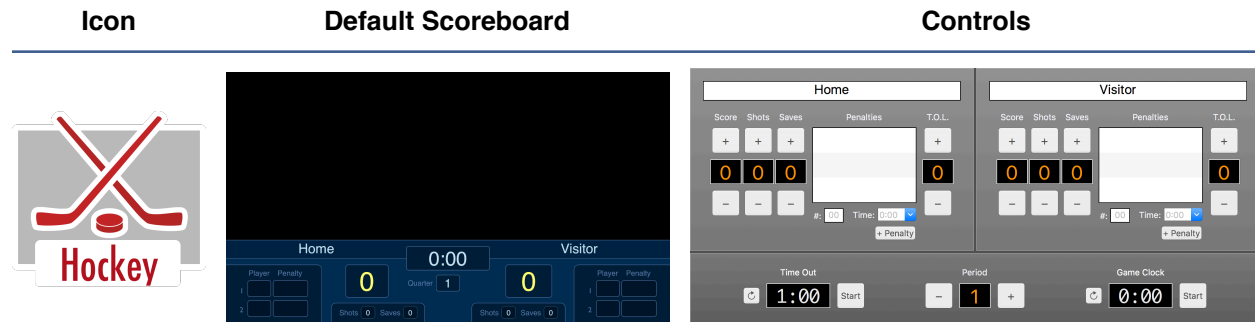 Icon
Default Scoreboard
Controls
Hockey
Home
0:00
Visitor
Player Penalty
0
Quarter 1
0
Player Penalty
1
1
2
2
Shots 0 Saves 0
Shots 0 Saves 0
Home
Score Shots Saves Penalties T.O.L.
+ + + +
0 0 0 0
− − − −
#: 00 Time: 0:00
+ Penalty
Visitor
Score Shots Saves Penalties T.O.L.
+ + + +
0 0 0 0
− − − −
#: 00 Time: 0:00
+ Penalty
Time Out
1:00 Start
Period
− 1 +
Game Clock
0:00 Start